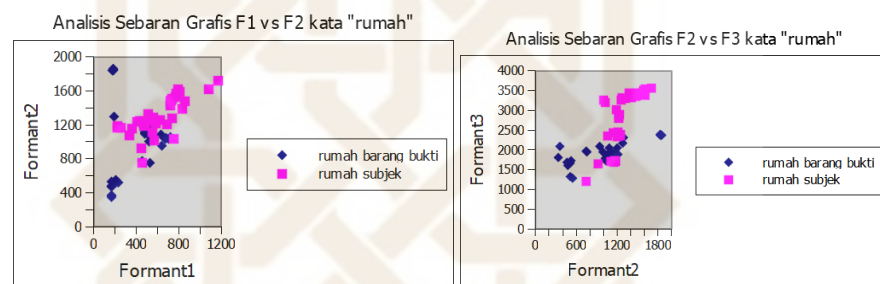 Analisis Sebaran Grafis F1 vs F2 kata "rumah"
2000
1600
1200
800
400
0
0 400 800 1200
Formant2
Formant1
rumah barang bukti
rumah subjek
Analisis Sebaran Grafis F2 vs F3 kata "rumah"
4000
3500
3000
2500
2000
1500
1000
500
0
0 600 1200 1800
Formant3
Formant2
rumah barang bukti
rumah subjek